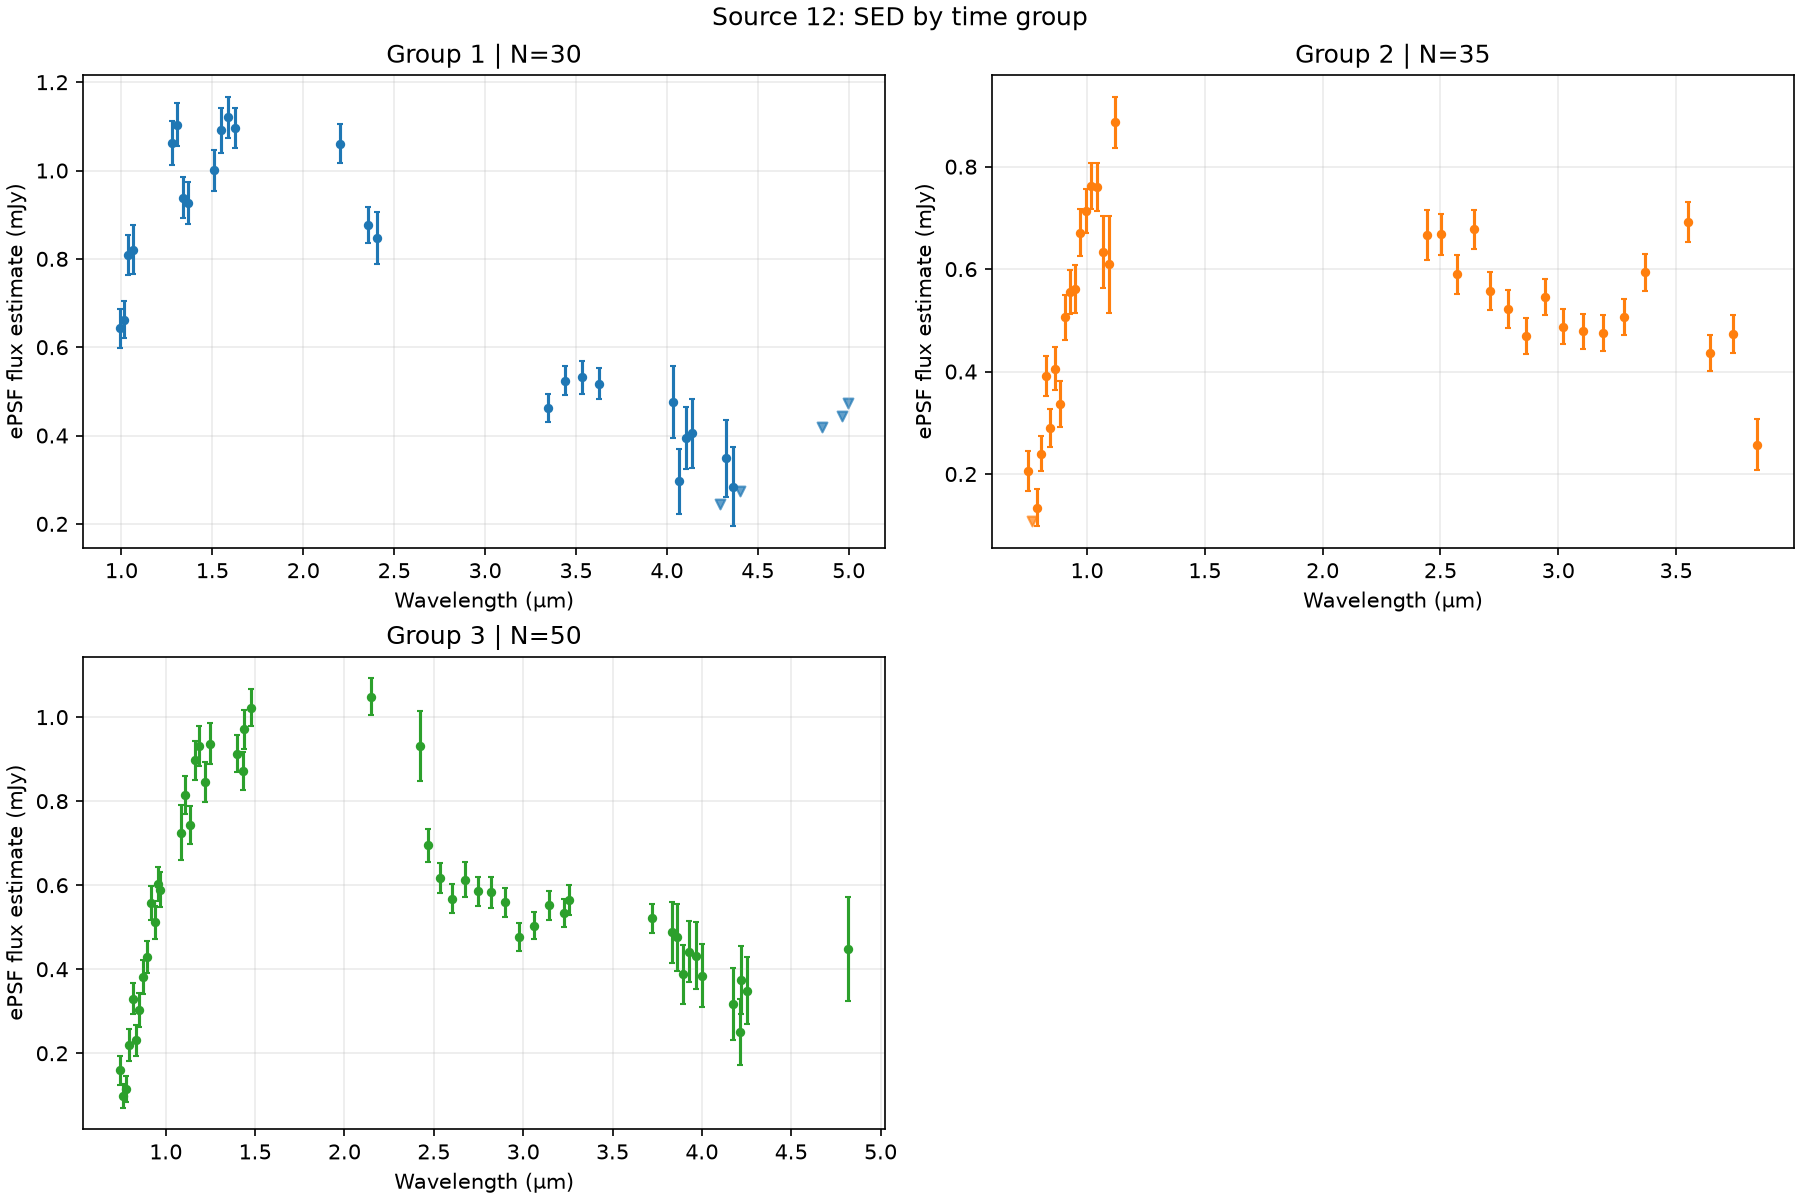 Source 12: SED by time group
Group 1 | N=30
ePSF flux estimate (mJy)
1.2
1.0
0.8
0.6
0.4
0.2
1.0 1.5 2.0 2.5 3.0 3.5 4.0 4.5 5.0
Wavelength (µm)
Group 2 | N=35
ePSF flux estimate (mJy)
0.8
0.6
0.4
0.2
1.0 1.5 2.0 2.5 3.0 3.5
Wavelength (µm)
Group 3 | N=50
ePSF flux estimate (mJy)
1.0
0.8
0.6
0.4
0.2
1.0 1.5 2.0 2.5 3.0 3.5 4.0 4.5 5.0
Wavelength (µm)